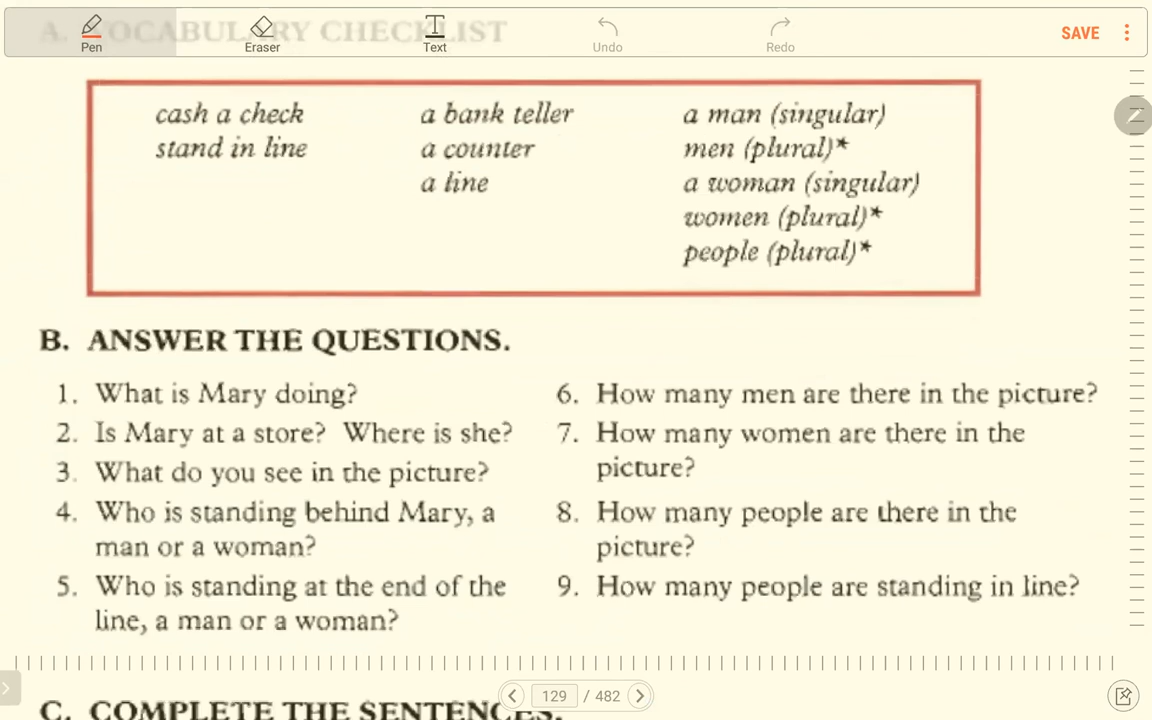 A. VOCABULARY CHECKLIST
Pen
Eraser
Text
Undo
Redo
SAVE
cash a check
stand in line
a bank teller
a counter
a line
a man (singular)
men (plural)*
a woman (singular)
women (plural)*
people (plural)*
B. ANSWER THE QUESTIONS.
1. What is Mary doing?
2. Is Mary at a store? Where is she?
3. What do you see in the picture?
4. Who is standing behind Mary, a
man or a woman?
5. Who is standing at the end of the
line, a man or a woman?
6. How many men are there in the picture?
7. How many women are there in the
picture?
8. How many people are there in the
picture?
9. How many people are standing in line?
129 / 482
C. COMPLETE THE SENTENCES.